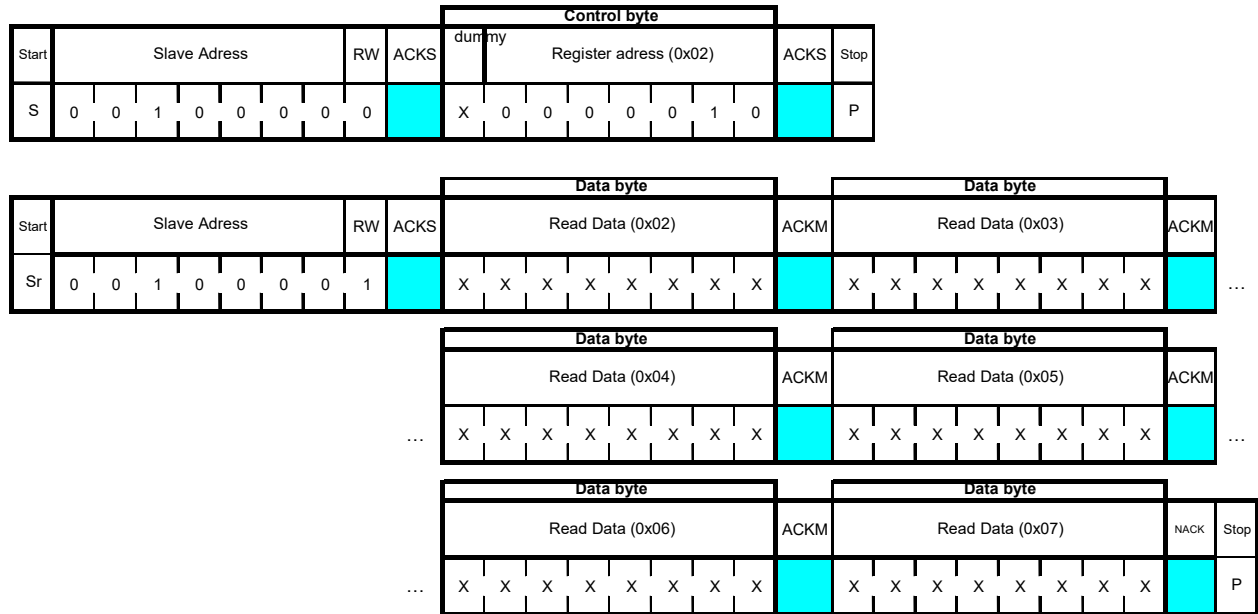 Control byte
Start Slave Adress RW ACKS dummy Register adress (0x02) ACKS Stop
S 0 0 1 0 0 0 0 0 X 0 0 0 0 0 1 0 P
Data byte Data byte
Start Slave Adress RW ACKS Read Data (0x02) ACKM Read Data (0x03) ACKM
Sr 0 0 1 0 0 0 0 1 X X X X X X X X X X X X X X X X …
Data byte Data byte
Read Data (0x04) ACKM Read Data (0x05) ACKM
… X X X X X X X X X X X X X X X X …
Data byte Data byte
Read Data (0x06) ACKM Read Data (0x07) NACK Stop
… X X X X X X X X X X X X X X X X P